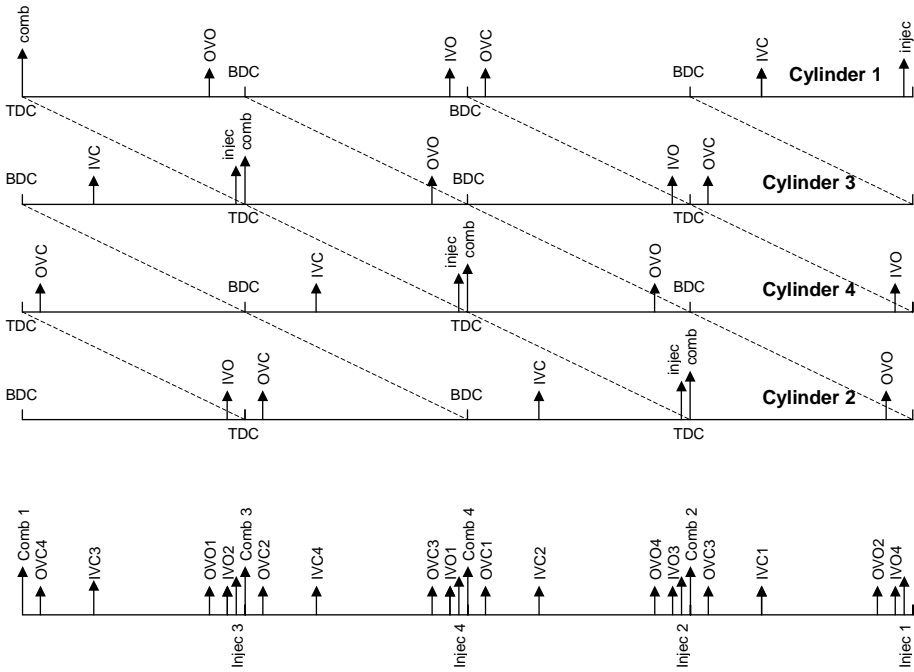 comb
OVO
BDC
IVO
OVC
BDC
IVC
injec
Cylinder 1
TDC
BDC
BDC
IVC
injec
comb
OVO
BDC
IVO
OVC
Cylinder 3
TDC
TDC
OVC
BDC
IVC
injec
comb
OVO
BDC
IVO
Cylinder 4
TDC
TDC
BDC
IVO
OVC
BDC
IVC
injec
comb
OVO
Cylinder 2
TDC
TDC
Comb 1
OVC4
IVC3
OVO1
IVO2
Comb 3
OVC2
IVC4
OVC3
IVO1
Comb 4
OVC1
IVC2
OVO4
IVO3
Comb 2
OVC3
IVC1
OVO2
IVO4
Injec 3
Injec 4
Injec 2
Injec 1